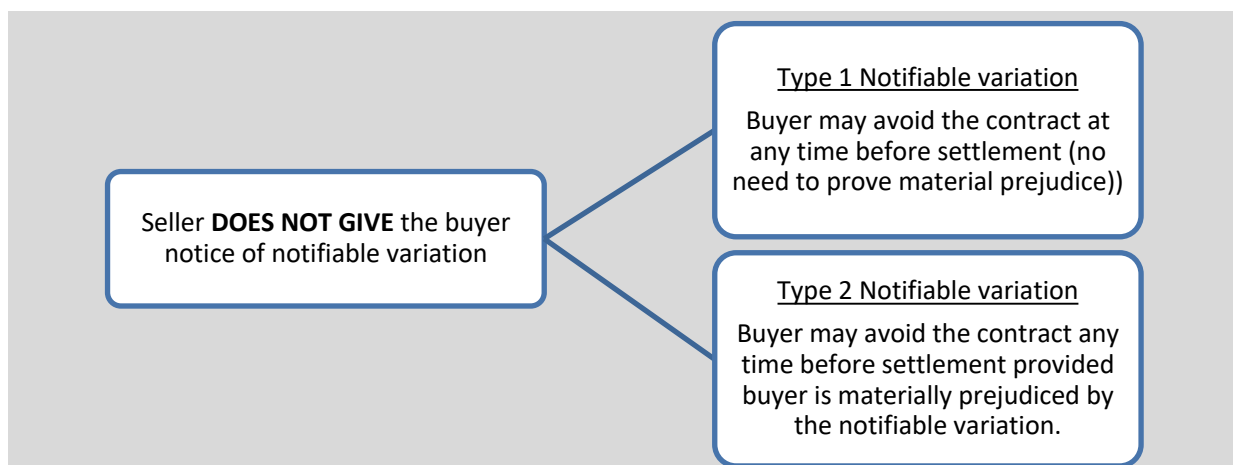 Seller DOES NOT GIVE the buyer
notice of notifiable variation
Type 1 Notifiable variation
Buyer may avoid the contract at
any time before settlement (no
need to prove material prejudice))
Type 2 Notifiable variation
Buyer may avoid the contract any
time before settlement provided
buyer is materially prejudiced by
the notifiable variation.